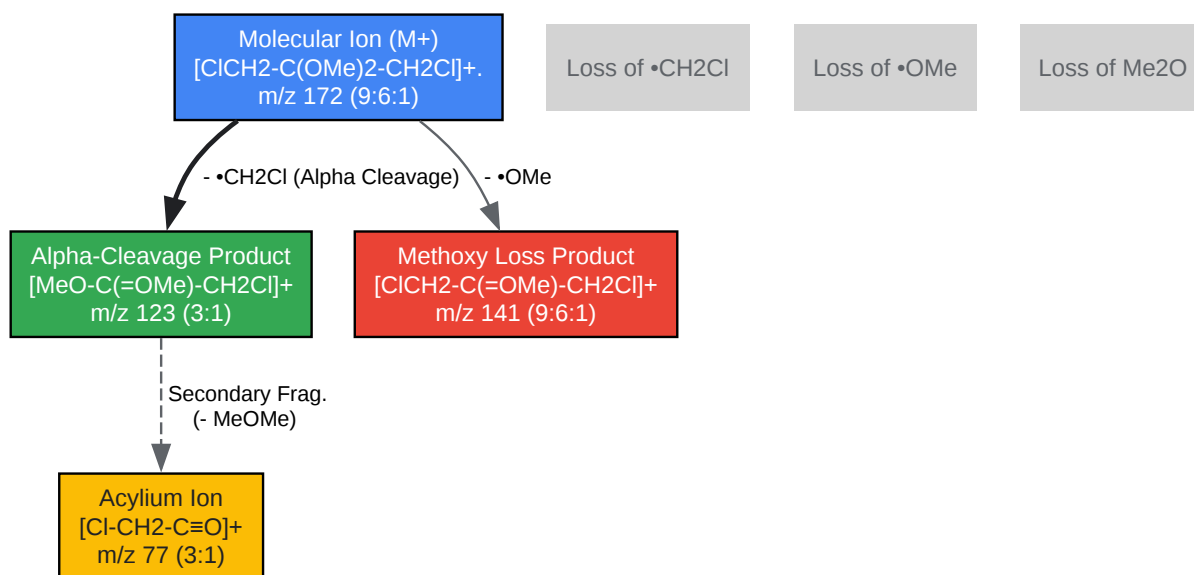 Molecular Ion (M+)
[ClCH2-C(OMe)2-CH2Cl]+.
m/z 172 (9:6:1)
Loss of •CH2Cl
Loss of •OMe
Loss of Me2O
- •CH2Cl (Alpha Cleavage)
- •OMe
Alpha-Cleavage Product
[MeO-C(=OMe)-CH2Cl]+
m/z 123 (3:1)
Methoxy Loss Product
[ClCH2-C(=OMe)-CH2Cl]+
m/z 141 (9:6:1)
Secondary Frag.
(- MeOMe)
Acylium Ion
[Cl-CH2-C≡O]+
m/z 77 (3:1)